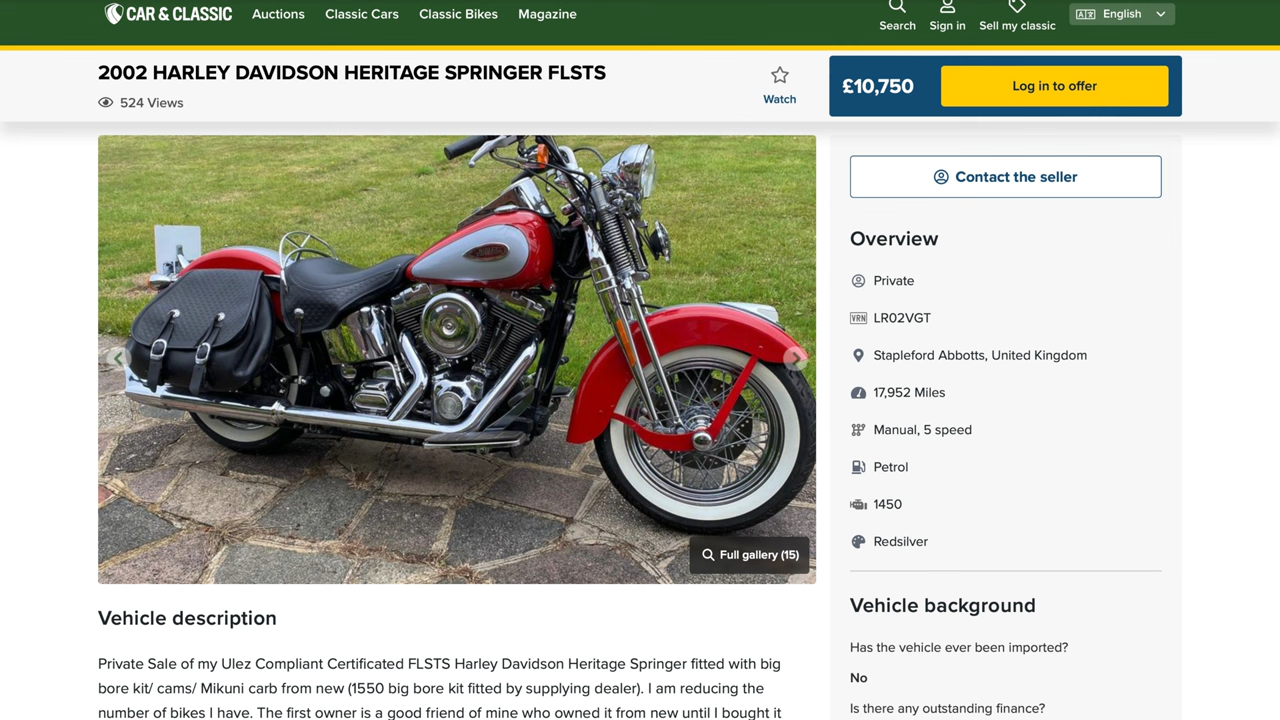 CAR & CLASSIC
Auctions
Classic Cars
Classic Bikes
Magazine
Search
Sign in
Sell my classic
English
2002 HARLEY DAVIDSON HERITAGE SPRINGER FLSTS
524 Views
Watch
£10,750
Log in to offer
Full gallery (15)
Vehicle description
Private Sale of my Ulez Compliant Certificated FLSTS Harley Davidson Heritage Springer fitted with big
bore kit/ cams/ Mikuni carb from new (1550 big bore kit fitted by supplying dealer). I am reducing the
number of bikes I have. The first owner is a good friend of mine who owned it from new until I bought it
Contact the seller
Overview
Private
VRN
LR02VGT
Stapleford Abbotts, United Kingdom
17,952 Miles
Manual, 5 speed
Petrol
1450
Redsilver
Vehicle background
Has the vehicle ever been imported?
No
Is there any outstanding finance?